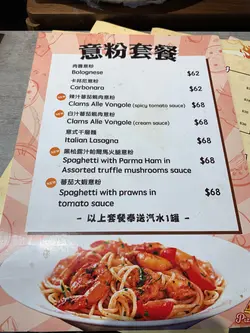 意粉套餐
肉醬意粉
Bolognese $62
卡邦尼意粉
Carbonara $62
NEW 辣汁蕃茄蜆肉意粉
Clams Alle Vongole (spicy tomato sauce) $68
NEW 白汁蕃茄蜆肉意粉
Clams Alle Vongole (cream sauce) $68
意式千層麵
Italian Lasagna $68
NEW 黑松露汁帕爾馬火腿意粉
Spaghetti with Parma Ham in $68
Assorted truffle mushrooms sauce
NEW 蕃茄大蝦意粉
Spaghetti with prawns in $68
tomato sauce
- 以上套餐奉送汽水1罐 -